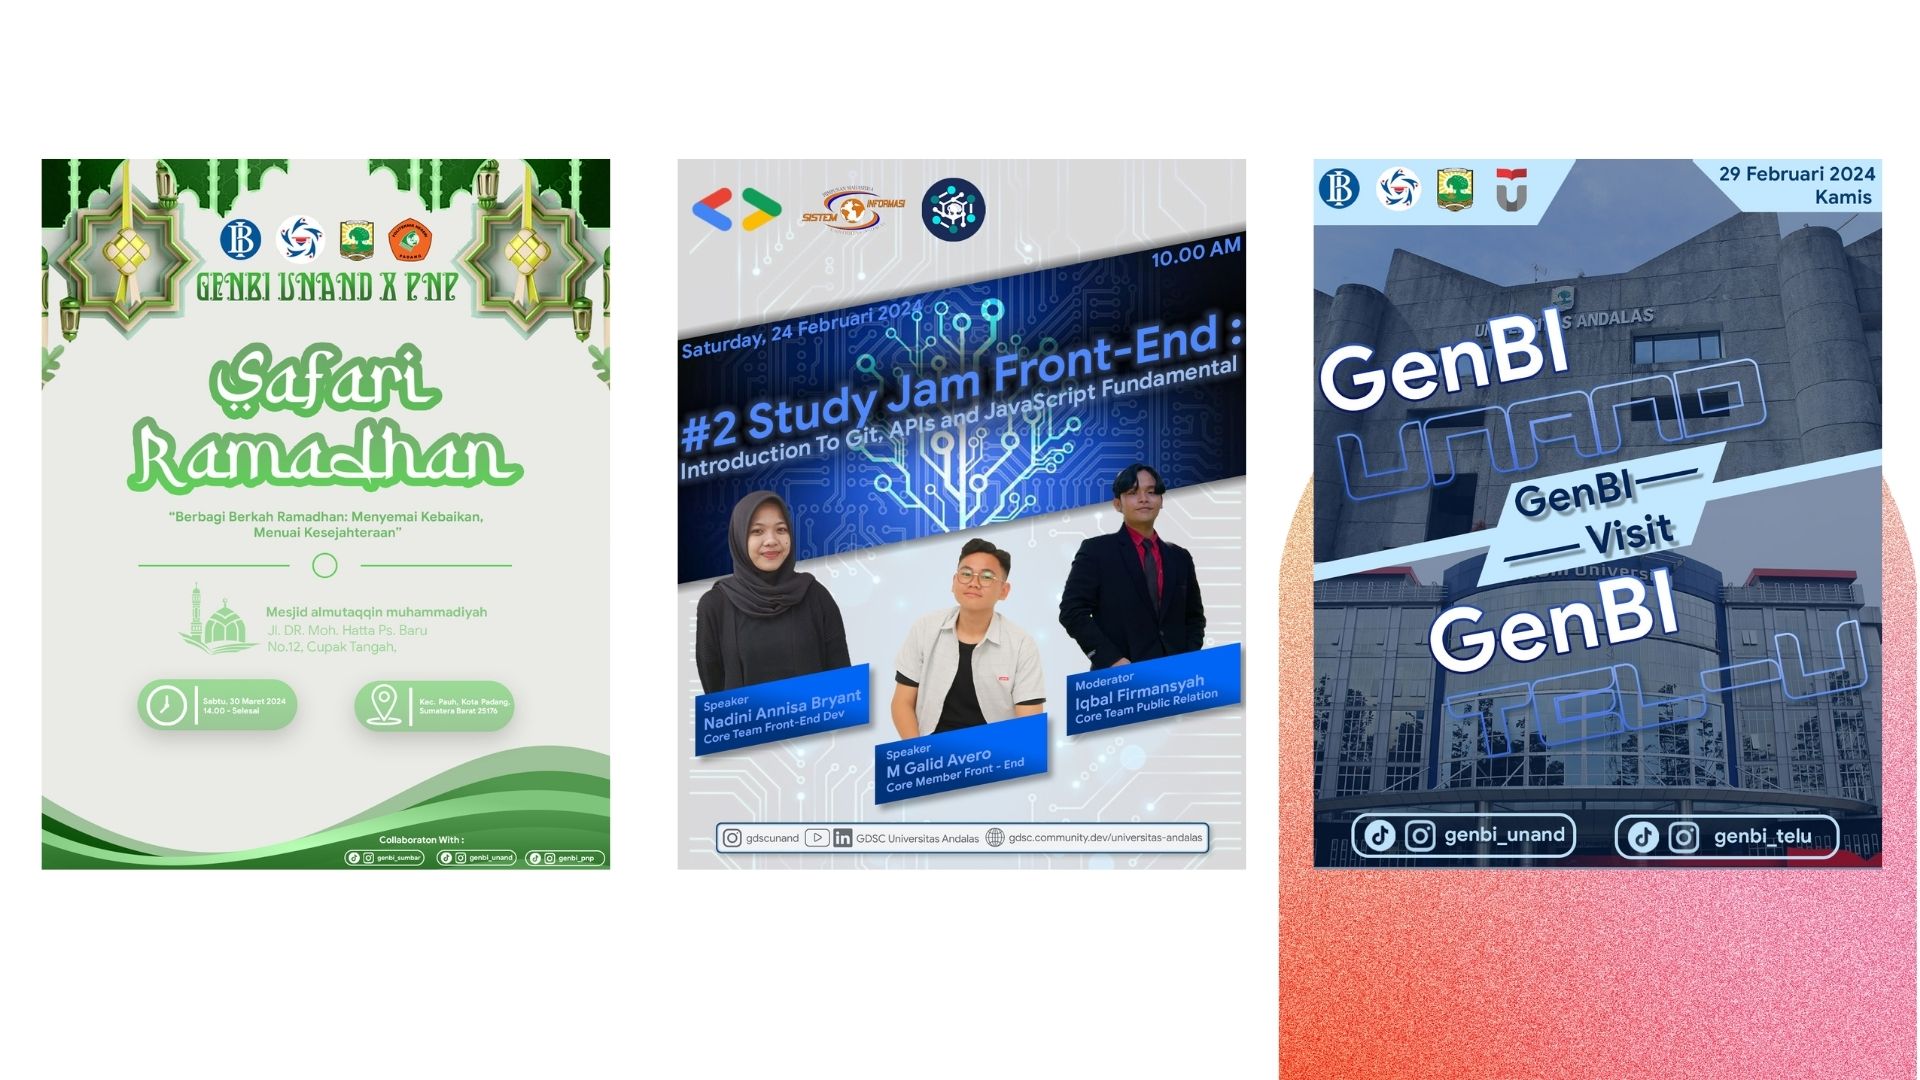 GENBI UNAND X PNP
Safari
Ramadhan
“Berbagi Berkah Ramadhan: Menyemai Kebaikan,
Menuai Kesejahteraan”
Mesjid almutaqqin muhammadiyah
Jl. DR. Moh. Hatta Ps. Baru
No.12, Cupak Tangah,
Sabtu, 30 Maret 2024
14.00 - Selesai
Kec. Pauh, Kota Padang,
Sumatera Barat 25176
Collaboraton With :
genbi_sumbar
genbi_unand
genbi_pnp
HIMPUNAN MAHASISWA
SISTEM INFORMASI
10.00 AM
Saturday, 24 Februari 2024
#2 Study Jam Front-End :
Introduction To Git, APIs and JavaScript Fundamental
Speaker
Nadini Annisa Bryant
Core Team Front-End Dev
Speaker
M Galid Avero
Core Member Front - End
Moderator
Iqbal Firmansyah
Core Team Public Relation
gdscunand
GDSC Universitas Andalas
gdsc.community.dev/universitas-andalas
29 Februari 2024
Kamis
ANDALAS
GenBI
UNAND
GenBI
Visit
GenBI
TEL-U
genbi_unand
genbi_telu